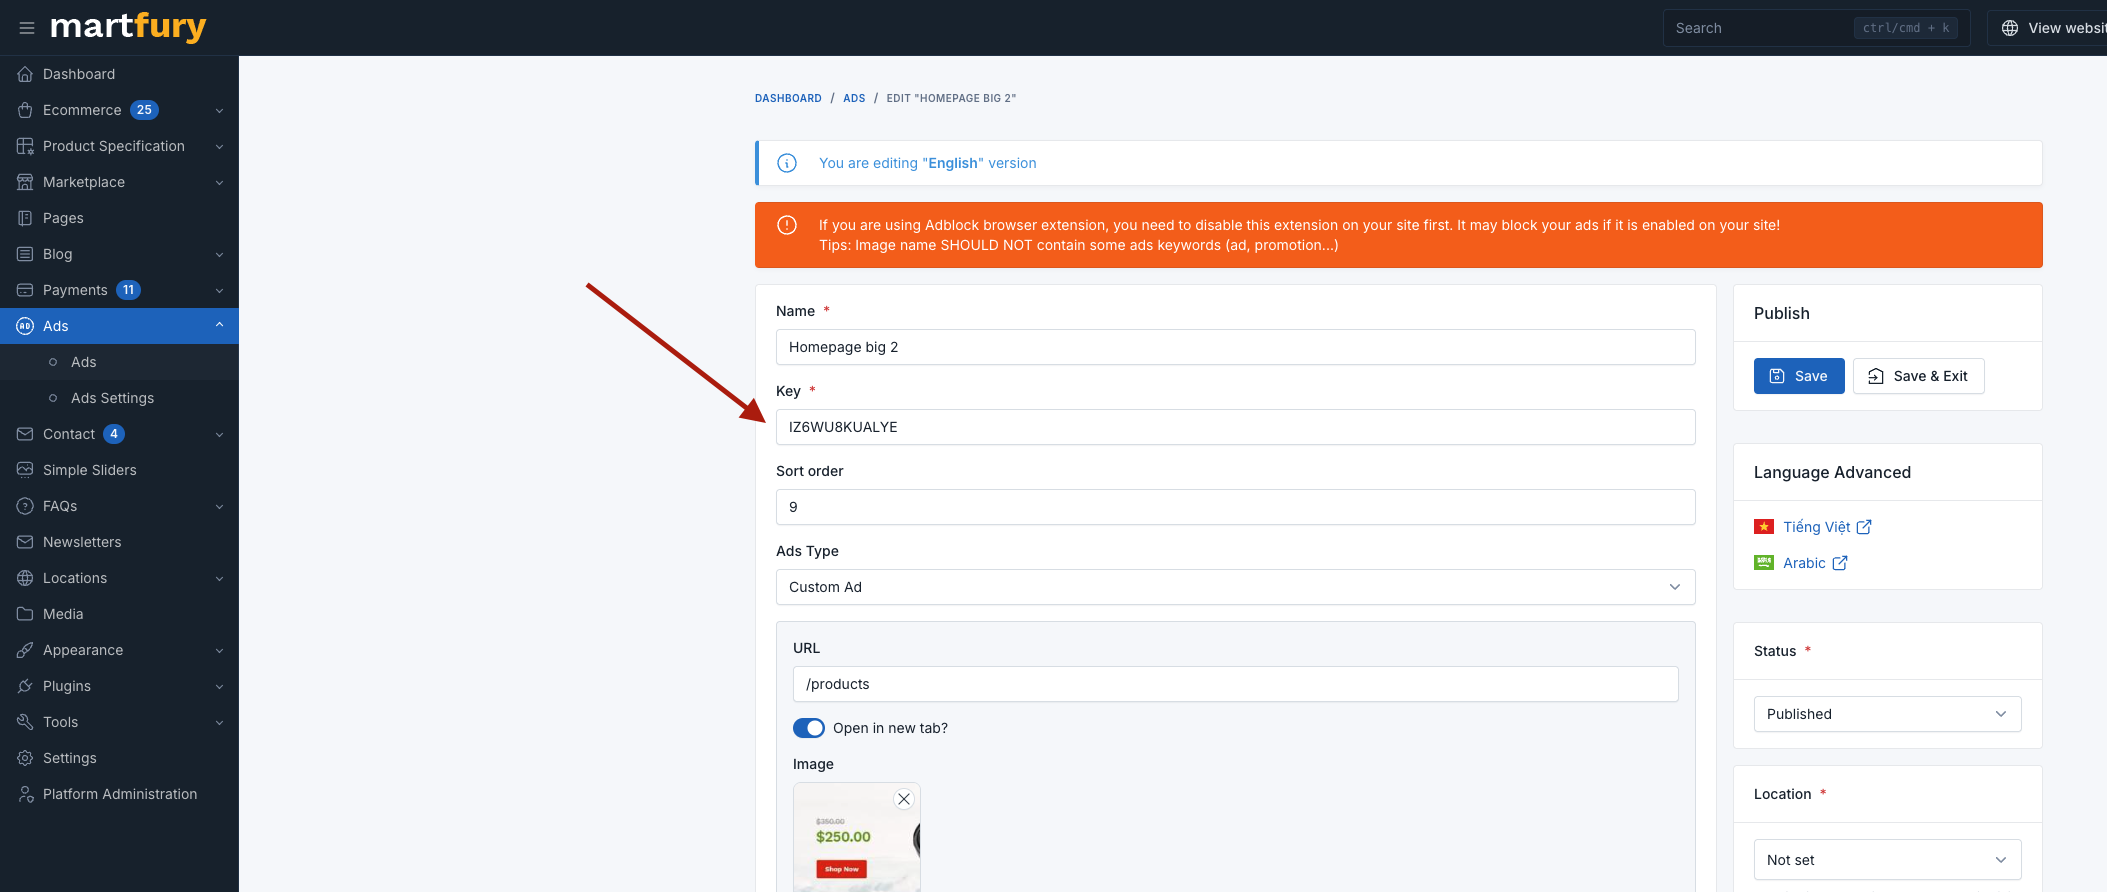 martfury
Search ctrl/cmd + k
View websit
Dashboard
Ecommerce 25
Product Specification
Marketplace
Pages
Blog
Payments 11
AD Ads
Ads
Ads Settings
Contact 4
Simple Sliders
FAQs
Newsletters
Locations
Media
Appearance
Plugins
Tools
Settings
Platform Administration
DASHBOARD / ADS / EDIT "HOMEPAGE BIG 2"
You are editing "English" version
If you are using Adblock browser extension, you need to disable this extension on your site first. It may block your ads if it is enabled on your site!
Tips: Image name SHOULD NOT contain some ads keywords (ad, promotion...)
Name *
Homepage big 2
Key *
IZ6WU8KUALYE
Sort order
9
Ads Type
Custom Ad
URL
/products
Open in new tab?
Image
$350.00
$250.00
Shop Now
Publish
Save
Save & Exit
Language Advanced
Tiếng Việt
Arabic
Status *
Published
Location *
Not set